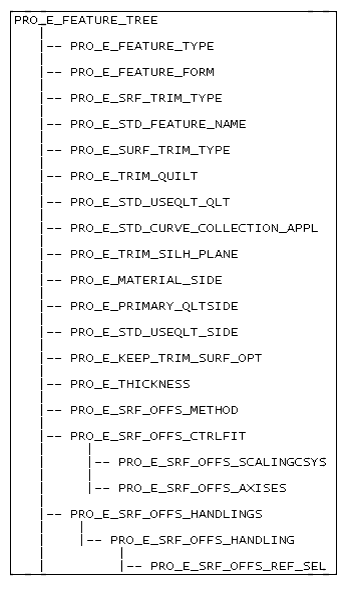 PRO_E_FEATURE_TREE
|-- PRO_E_FEATURE_TYPE
|-- PRO_E_FEATURE_FORM
|-- PRO_E_SRF_TRIM_TYPE
|-- PRO_E_STD_FEATURE_NAME
|-- PRO_E_SURF_TRIM_TYPE
|-- PRO_E_TRIM_QUILT
|-- PRO_E_STD_USEQLT_QLT
|-- PRO_E_STD_CURVE_COLLECTION_APPL
|-- PRO_E_TRIM_SILH_PLANE
|-- PRO_E_MATERIAL_SIDE
|-- PRO_E_PRIMARY_QLTSIDE
|-- PRO_E_STD_USEQLT_SIDE
|-- PRO_E_KEEP_TRIM_SURF_OPT
|-- PRO_E_THICKNESS
|-- PRO_E_SRF_OFFS_METHOD
|-- PRO_E_SRF_OFFS_CTRLFIT
|-- PRO_E_SRF_OFFS_SCALINGCSYS
|-- PRO_E_SRF_OFFS_AXISES
|-- PRO_E_SRF_OFFS_HANDLINGS
|-- PRO_E_SRF_OFFS_HANDLING
|-- PRO_E_SRF_OFFS_REF_SEL